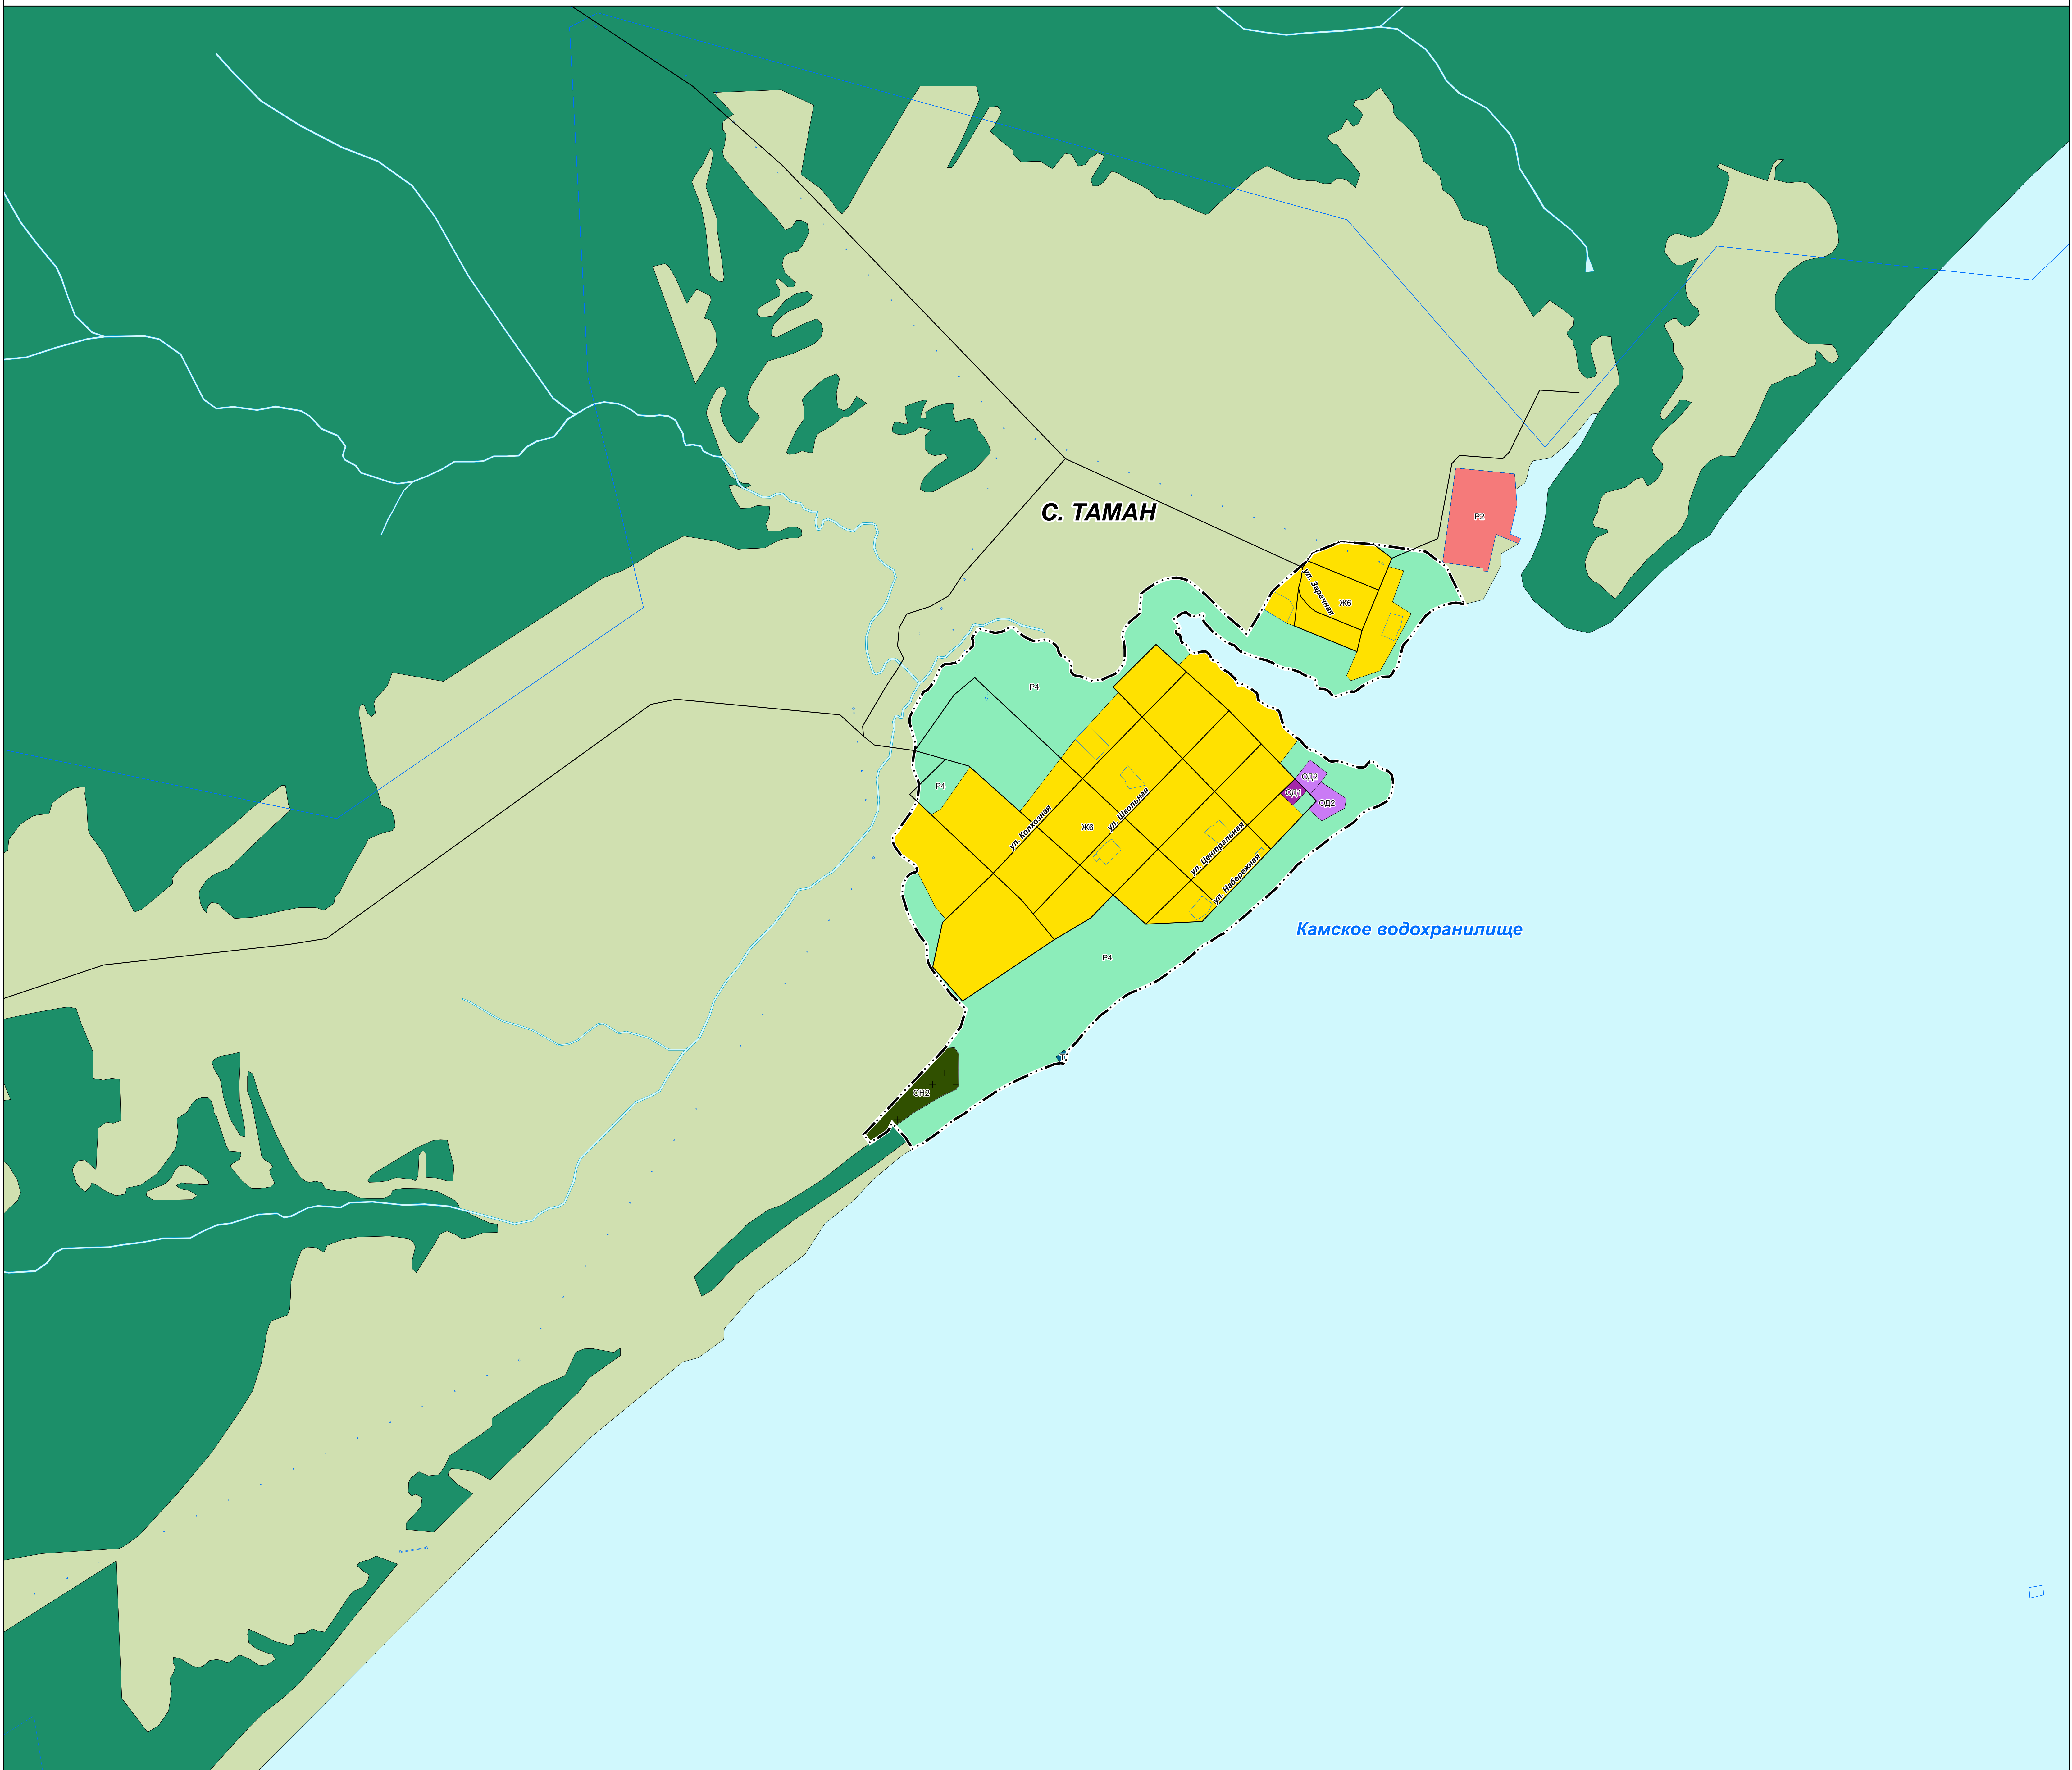 С. ТАМАН
Р2
ул. Заречная
Ж6
Р4
Р4
ОД2
ОД1
ОД2
ул. Колхозная
ул. Школьная
Ж6
ул. Центральная
ул. Набережная
Камское водохранилище
Р4
СН2